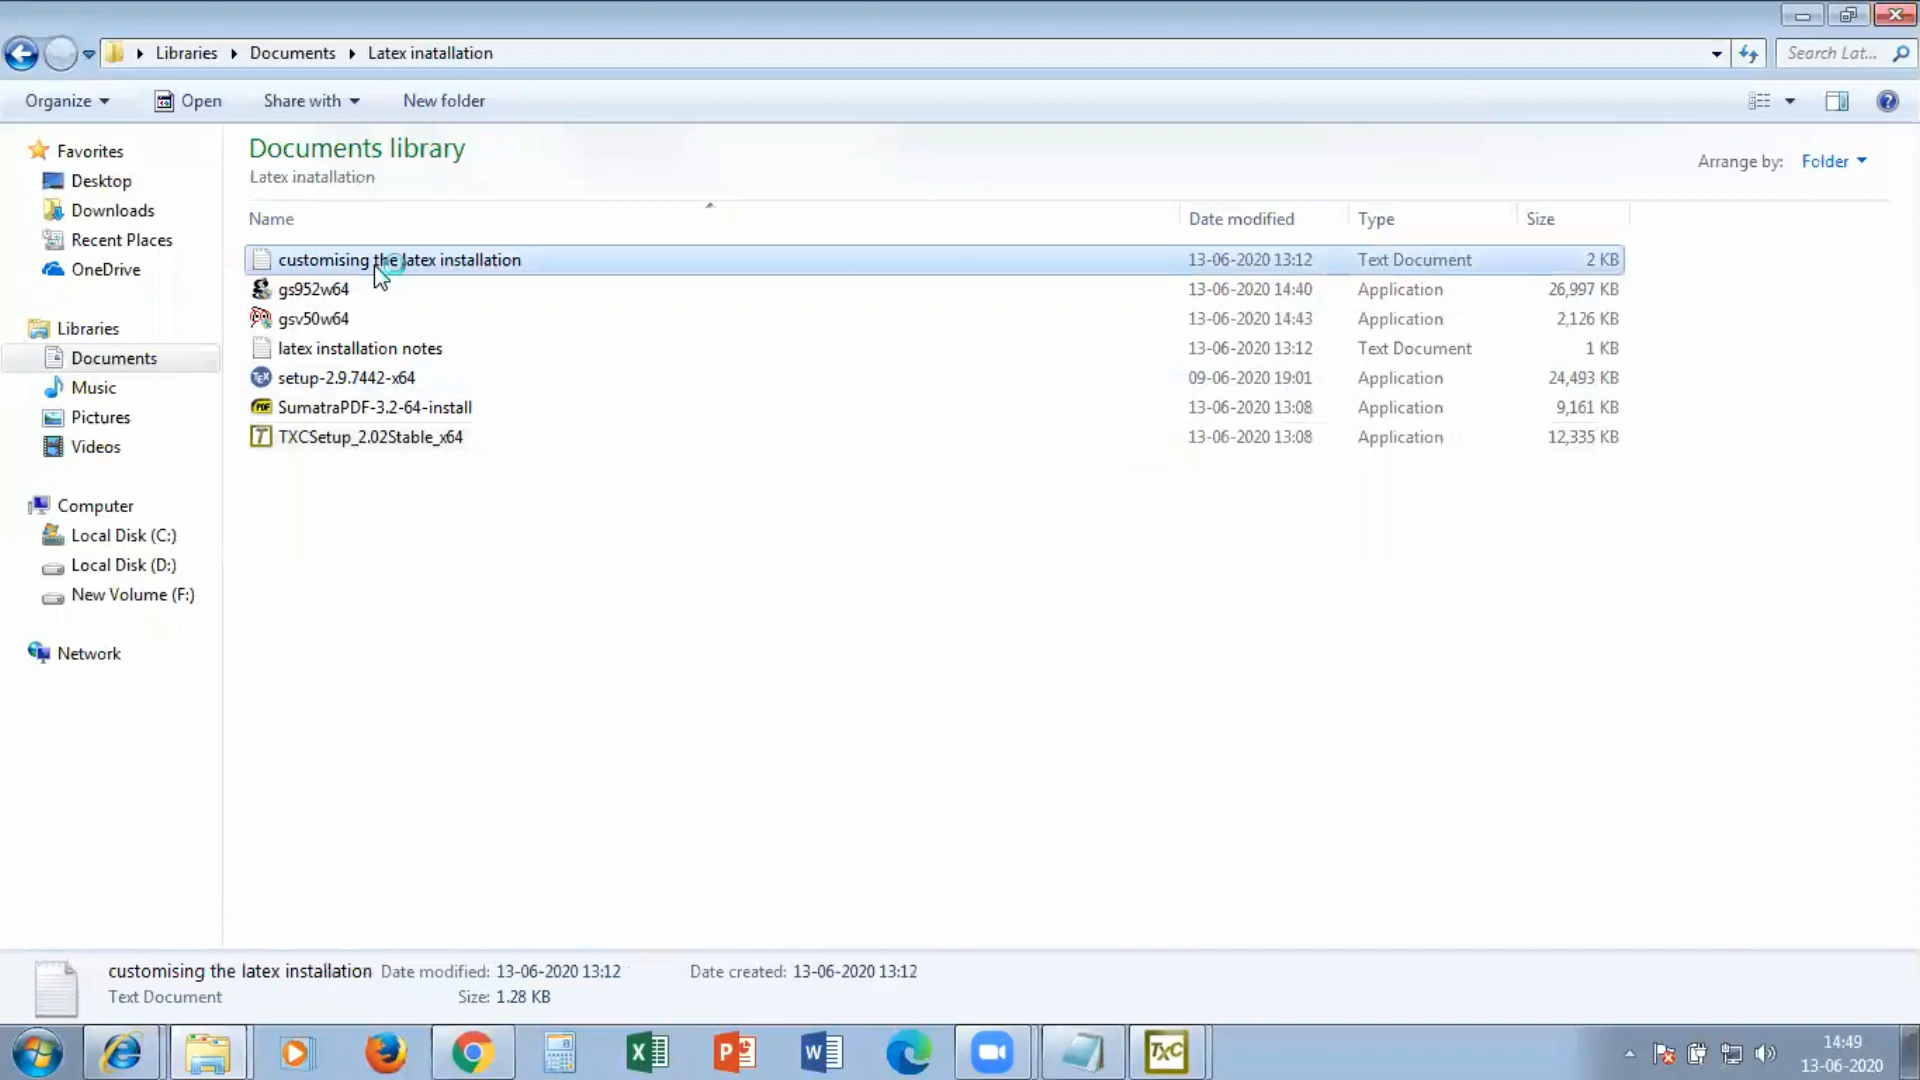 Libraries Documents Latex inatallation Search Lat...
Organize Open Share with New folder
Documents library
Latex inatallation
Arrange by: Folder
Name Date modified Type Size
customising the latex installation 13-06-2020 13:12 Text Document 2 KB
gs952w64 13-06-2020 14:40 Application 26,997 KB
gsv50w64 13-06-2020 14:43 Application 2,126 KB
latex installation notes 13-06-2020 13:12 Text Document 1 KB
setup-2.9.7442-x64 09-06-2020 19:01 Application 24,493 KB
SumatraPDF-3.2-64-install 13-06-2020 13:08 Application 9,161 KB
TXCSetup_2.02Stable_x64 13-06-2020 13:08 Application 12,335 KB
Favorites
Desktop
Downloads
Recent Places
OneDrive
Libraries
Documents
Music
Pictures
Videos
Computer
Local Disk (C:)
Local Disk (D:)
New Volume (F:)
Network
customising the latex installation Date modified: 13-06-2020 13:12 Date created: 13-06-2020 13:12
Text Document Size: 1.28 KB
TXC
14:49
13-06-2020